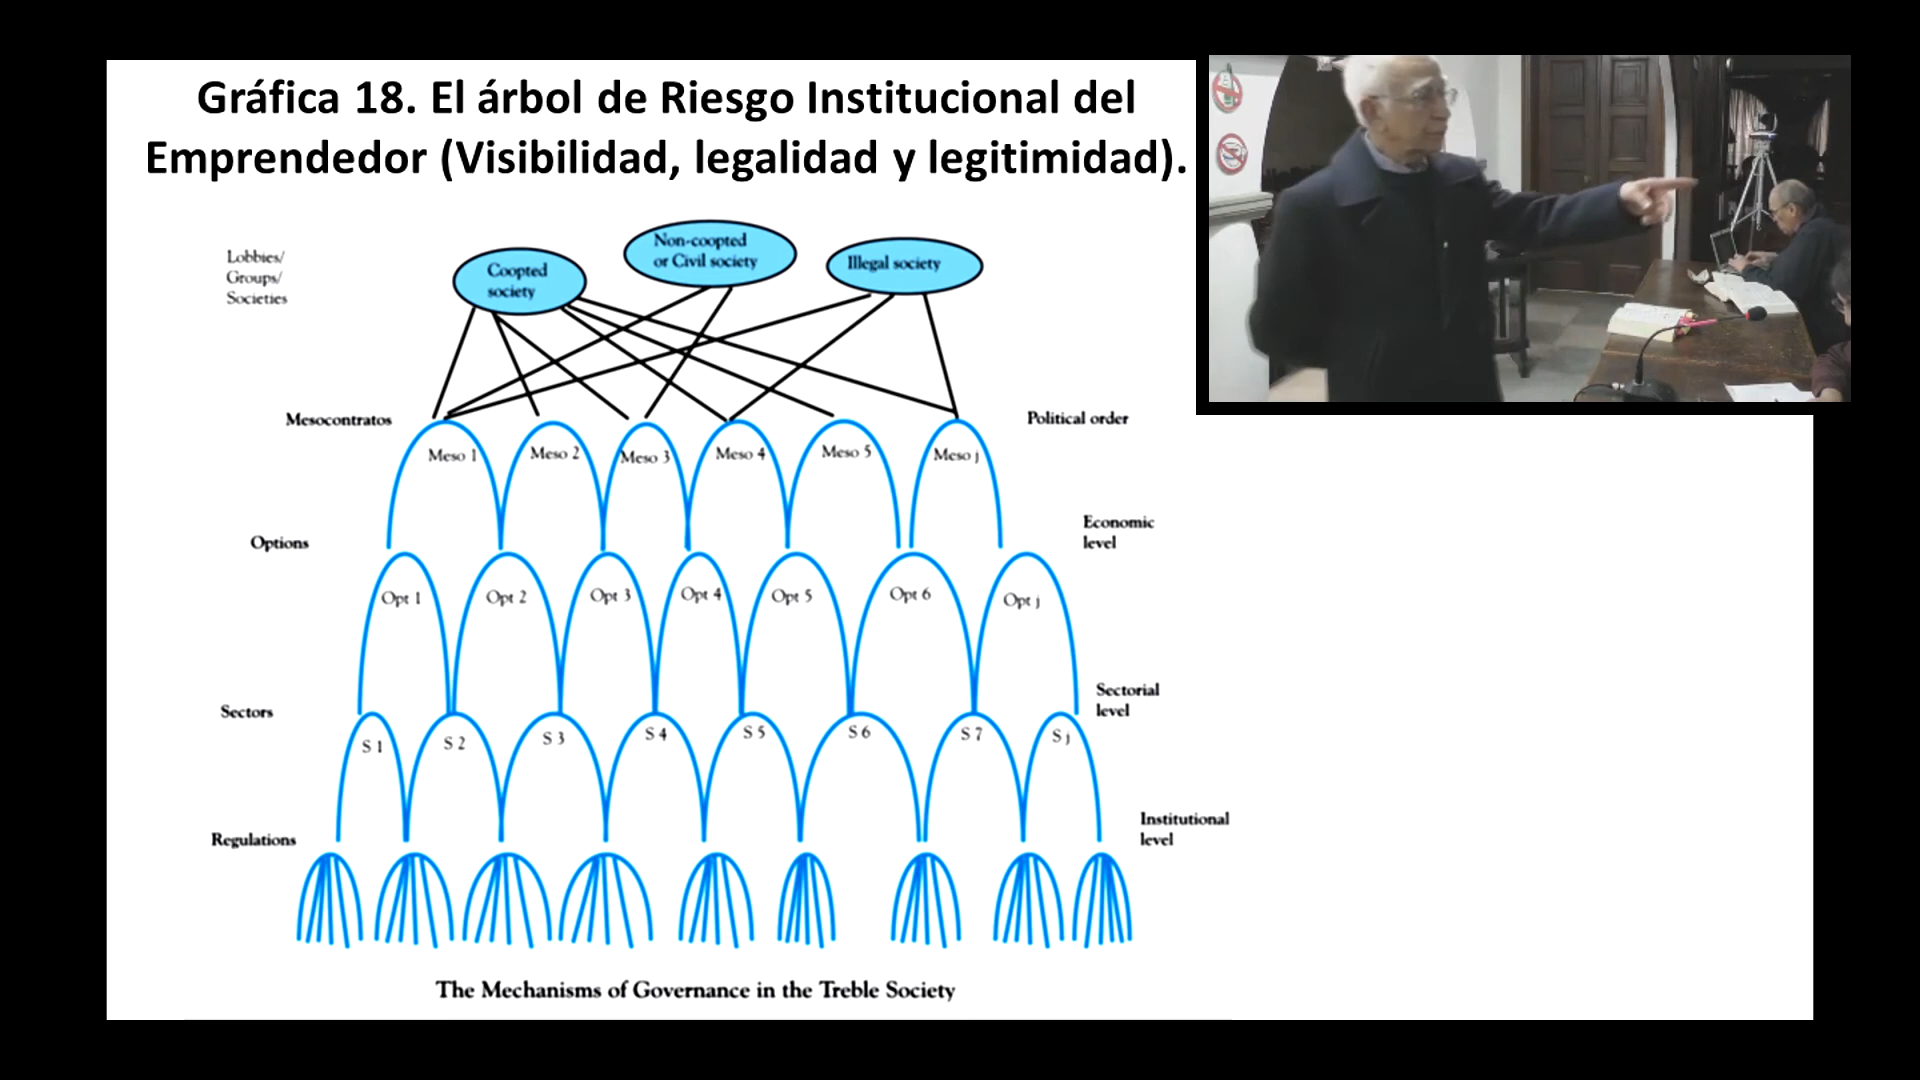 Gráfica 18. El árbol de Riesgo Institucional del
Emprendedor (Visibilidad, legalidad y legitimidad).
Lobbies/
Groups/
Societies
Coopted
society
Non-coopted
or Civil society
Illegal society
Mesocontratos
Political order
Meso 1
Meso 2
Meso 3
Meso 4
Meso 5
Meso j
Options
Economic
level
Opt 1
Opt 2
Opt 3
Opt 4
Opt 5
Opt 6
Opt j
Sectors
Sectorial
level
S 1
S 2
S 3
S 4
S 5
S 6
S 7
S j
Regulations
Institutional
level
The Mechanisms of Governance in the Treble Society